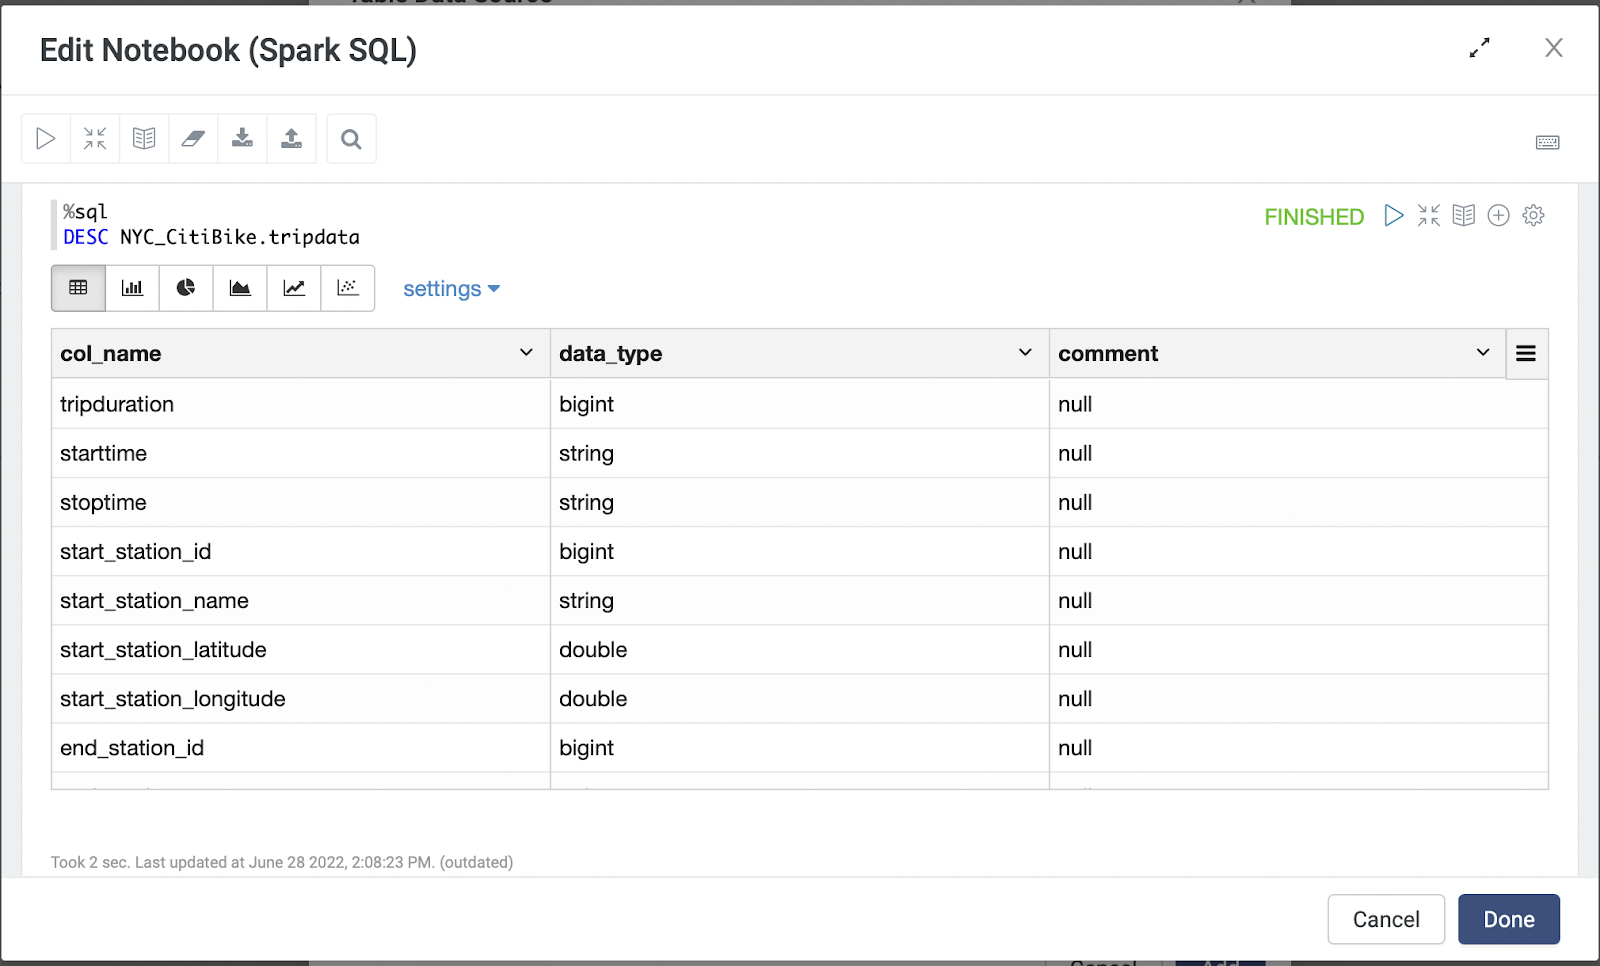 Edit Notebook (Spark SQL)
%sql
DESC NYC_CitiBike.tripdata
FINISHED
settings
col_name data_type comment
tripduration bigint null
starttime string null
stoptime string null
start_station_id bigint null
start_station_name string null
start_station_latitude double null
start_station_longitude double null
end_station_id bigint null
Took 2 sec. Last updated at June 28 2022, 2:08:23 PM. (outdated)
Cancel Done